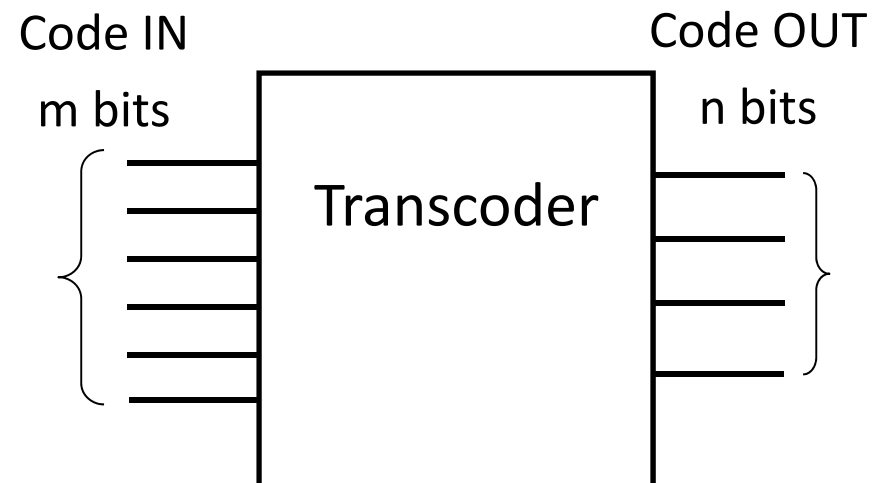 Code IN
Code OUT
m bits
n bits
Transcoder